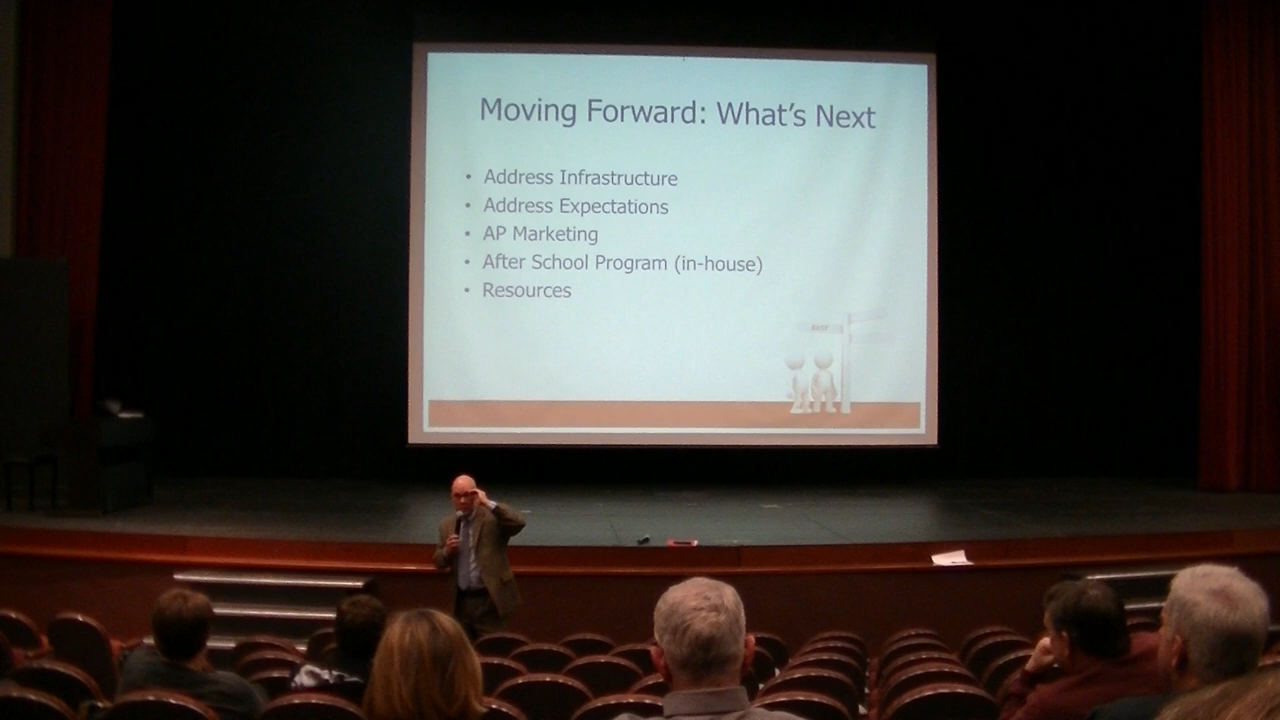 Moving Forward: What's Next
• Address Infrastructure
• Address Expectations
• AP Marketing
• After School Program (in-house)
• Resources